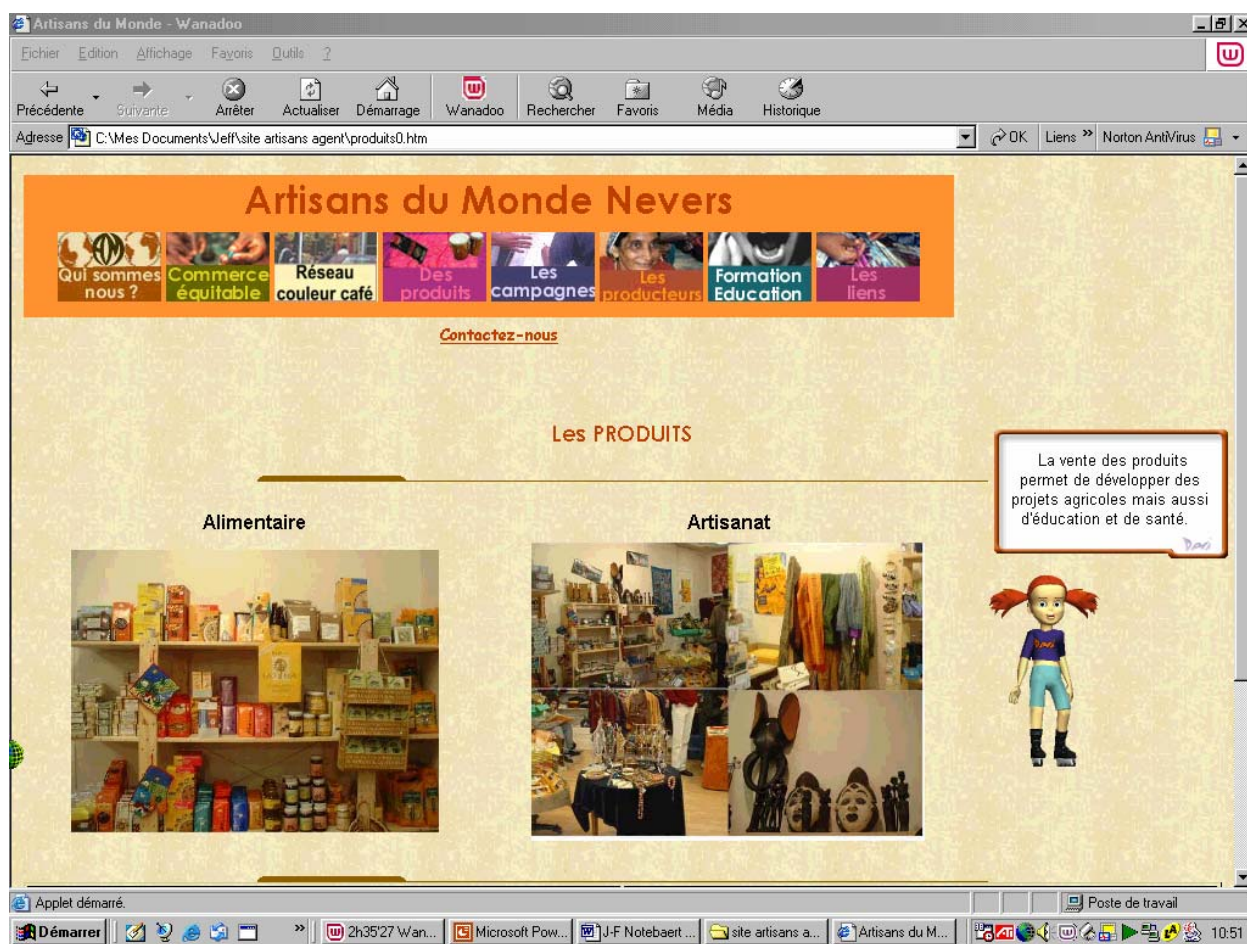 Artisans du Monde - Wanadoo
Fichier Edition Affichage Favoris Outils ?
Précédente Suivante Arrêter Actualiser Démarrage Wanadoo Rechercher Favoris Média Historique
Adresse C:\Mes Documents\Jeff\site artisans agent\produits0.htm OK Liens » Norton AntiVirus
Artisans du Monde Nevers
Qui sommes nous ?
Commerce équitable
Réseau couleur café
Des produits
Les campagnes
Les producteurs
Formation Education
Les liens
Contactez-nous
Les PRODUITS
La vente des produits
permet de développer des
projets agricoles mais aussi
d'éducation et de santé.
Alimentaire Artisanat
Applet démarré. Poste de travail
Démarrer » 2h35'27 Wan... Microsoft Pow... J-F Notebaert ... site artisans a... Artisans du M... 10:51